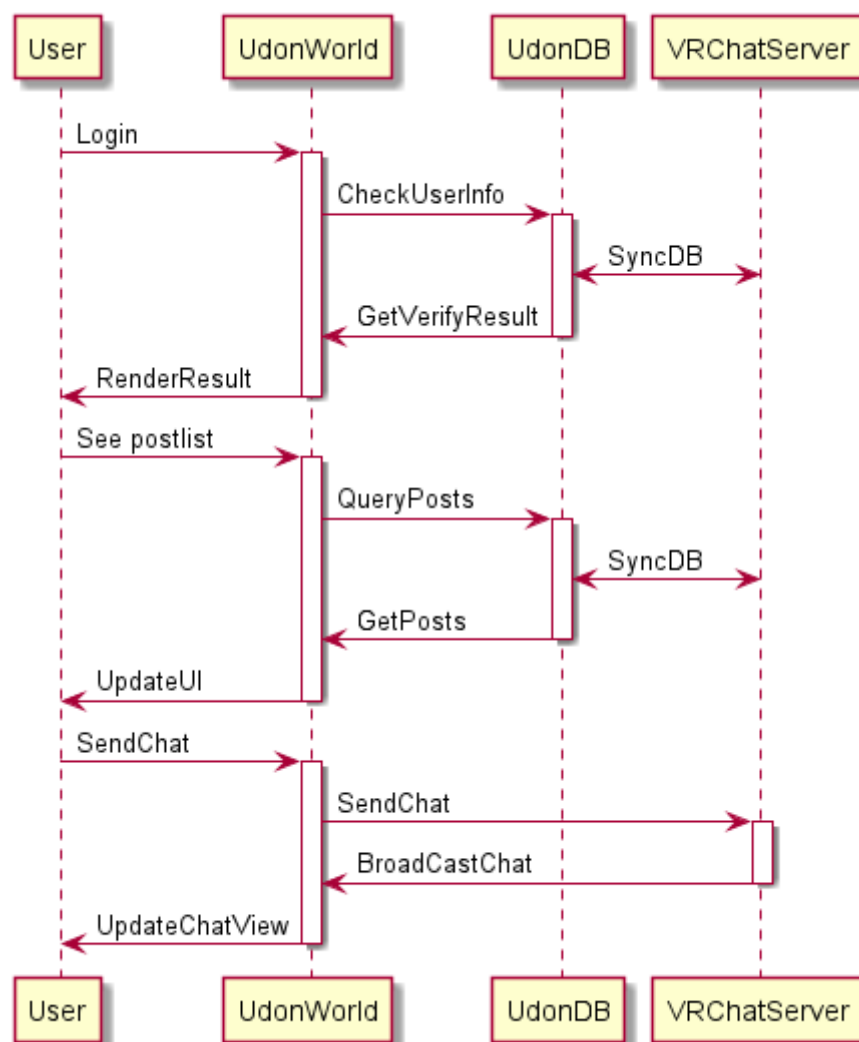 User
UdonWorld
UdonDB
VRChatServer
Login
CheckUserInfo
SyncDB
GetVerifyResult
RenderResult
See postlist
QueryPosts
SyncDB
GetPosts
UpdateUI
SendChat
SendChat
BroadCastChat
UpdateChatView
User
UdonWorld
UdonDB
VRChatServer